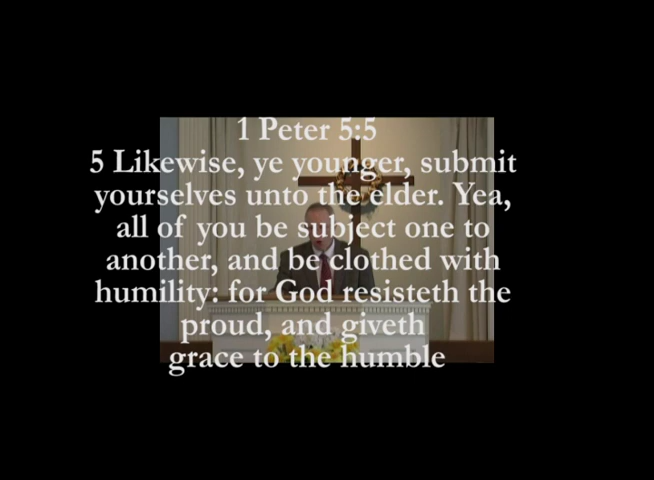 1 Peter 5:5
5 Likewise, ye younger, submit
yourselves unto the elder. Yea,
all of you be subject one to
another, and be clothed with
humility: for God resisteth the
proud, and giveth
grace to the humble